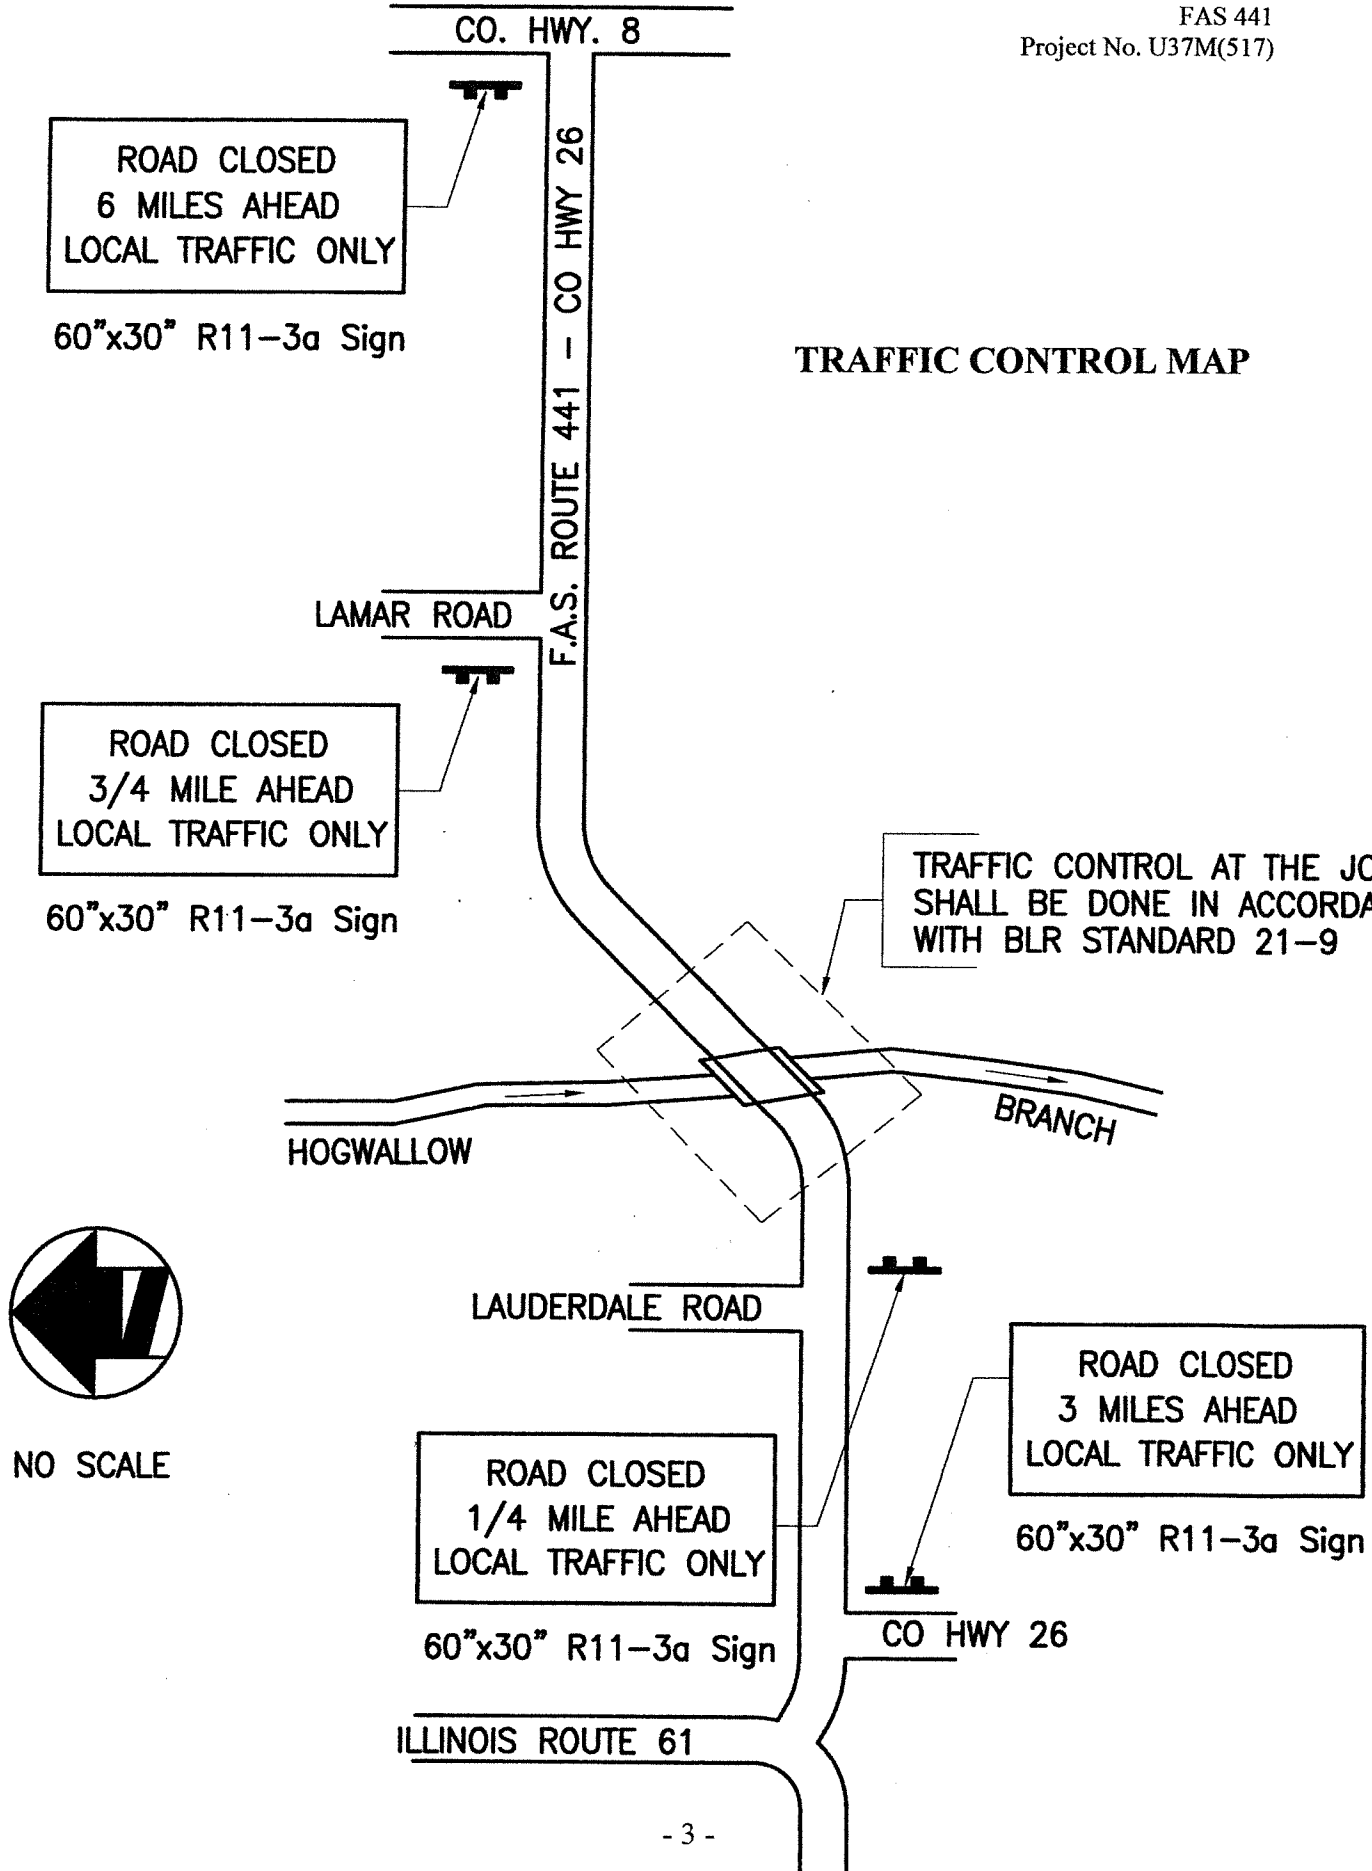 FAS 441
Project No. U37M(517)
CO. HWY. 8
ROAD CLOSED
6 MILES AHEAD
LOCAL TRAFFIC ONLY
60"x30" R11-3a Sign
F.A.S. ROUTE 441 - CO HWY 26
TRAFFIC CONTROL MAP
LAMAR ROAD
ROAD CLOSED
3/4 MILE AHEAD
LOCAL TRAFFIC ONLY
60"x30" R11-3a Sign
TRAFFIC CONTROL AT THE
SHALL BE DONE IN
WITH BLR STANDARD 21-9
HOGWALLOW
BRANCH
LAUDERDALE ROAD
NO SCALE
ROAD CLOSED
3 MILES AHEAD
LOCAL TRAFFIC ONLY
60"x30" R11-3a Sign
ROAD CLOSED
1/4 MILE AHEAD
LOCAL TRAFFIC ONLY
60"x30" R11-3a Sign
CO HWY 26
ILLINOIS ROUTE 61
- 3 -